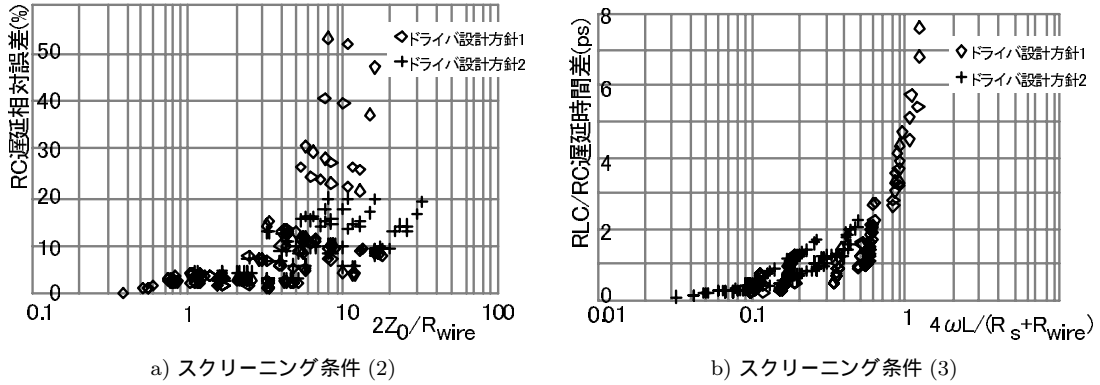 RC遅延相対誤差(%)
50
40
30
20
10
0
0.1
1
10
100
2Z0/Rwire
◇ドライバ設計方針1
+ドライバ設計方針2
a) スクリーニング条件 (2)
RLC/RC遅延時間差(ps)
8
6
4
2
0
0.01
0.1
1
4ωL/(Rs+Rwire)
◇ドライバ設計方針1
+ドライバ設計方針2
b) スクリーニング条件 (3)